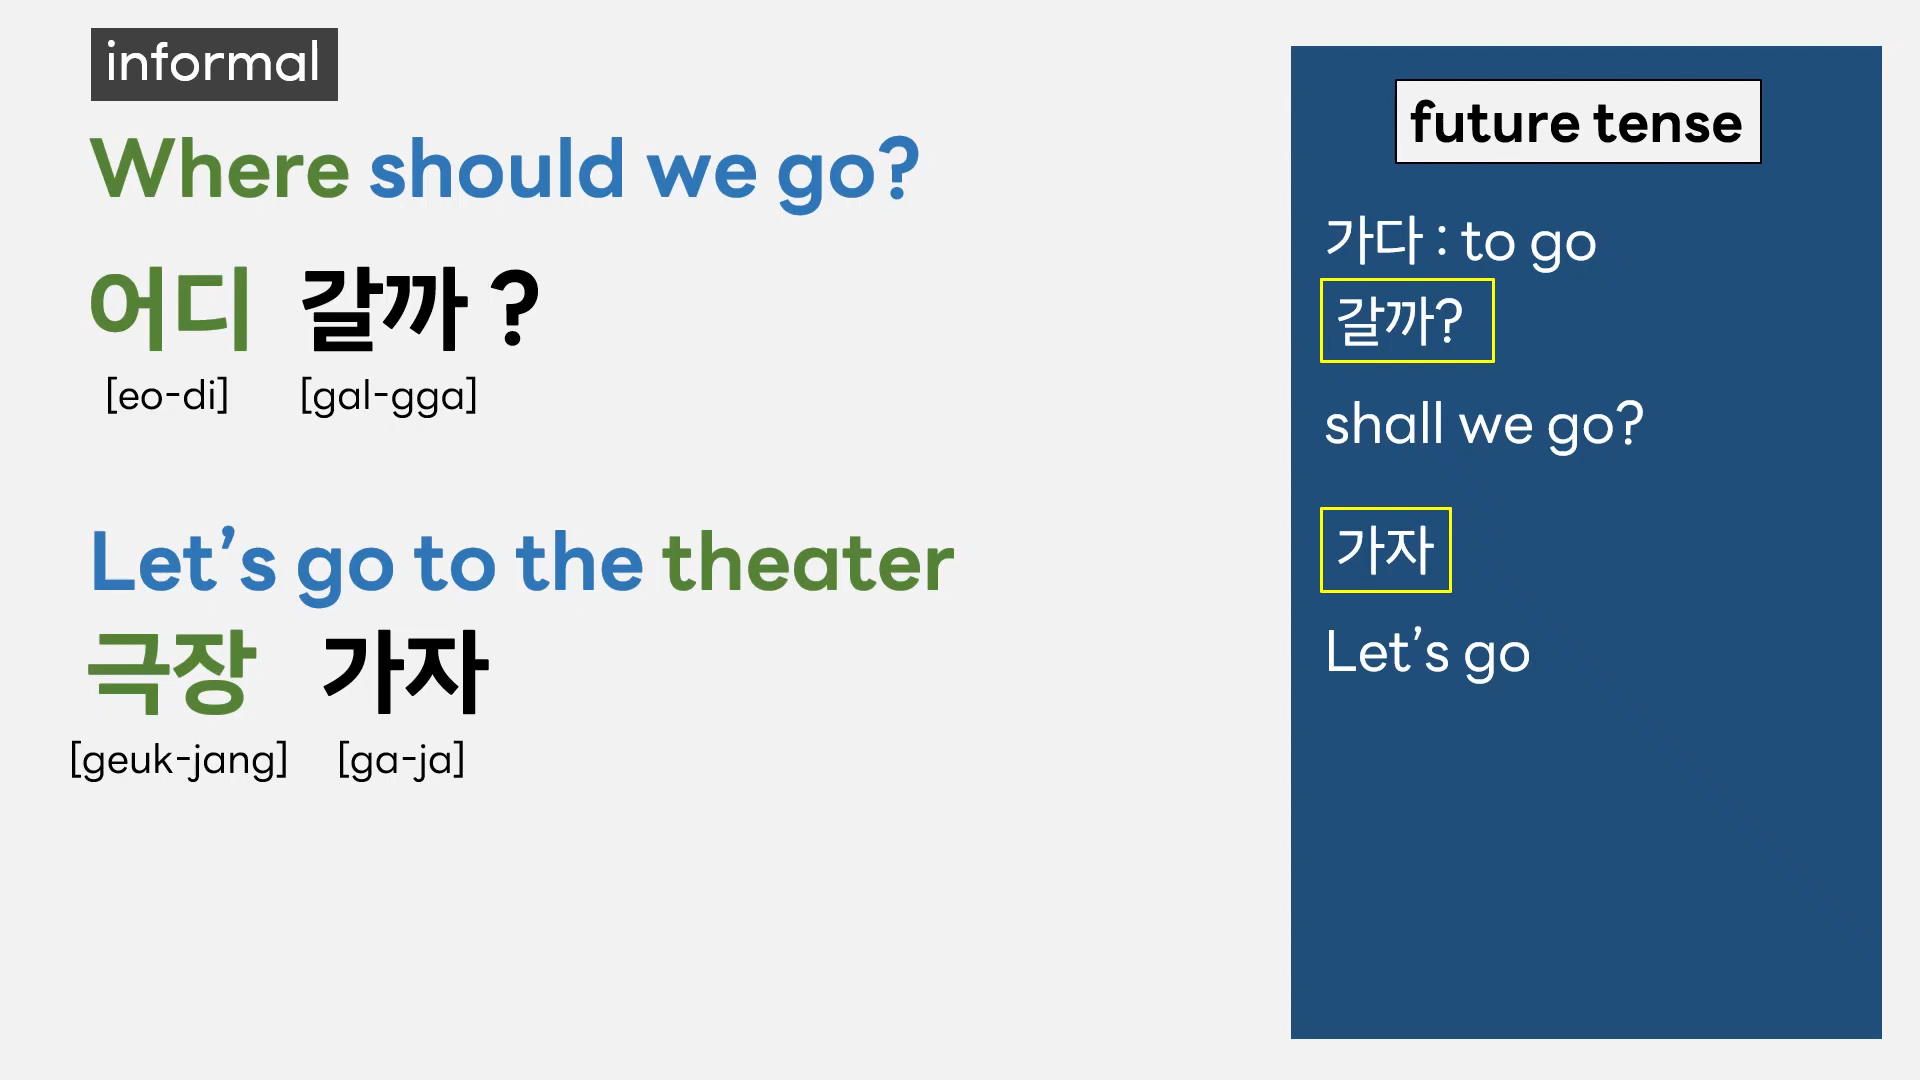 informal
Where should we go?
어디 갈까 ?
[eo-di] [gal-gga]
Let’s go to the theater
극장 가자
[geuk-jang] [ga-ja]
future tense
가다 : to go
갈까?
shall we go?
가자
Let’s go